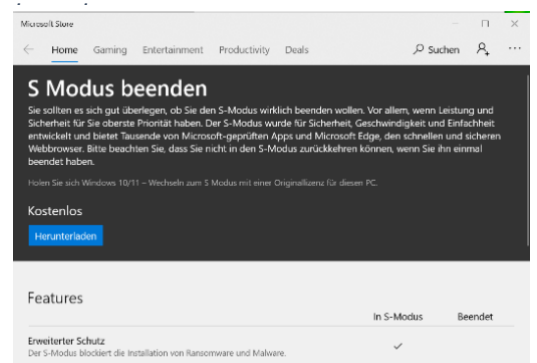 Microsoft Store
Home Gaming Entertainment Productivity Deals Suchen
S Modus beenden
Sie sollten es sich gut überlegen, ob Sie den S-Modus wirklich beenden wollen. Vor allem, wenn Leistung und
Sicherheit für Sie oberste Priorität haben. Der S-Modus wurde für Sicherheit, Geschwindigkeit und Einfachheit
entwickelt und bietet Tausende von Microsoft-geprüften Apps und Microsoft Edge, den schnellen und sicheren
Webbrowser. Bitte beachten Sie, dass Sie nicht in den S-Modus zurückkehren können, wenn Sie ihn einmal
beendet haben.
Holen Sie sich Windows 10/11 – Wechseln zum S Modus mit einer Originallizenz für diesen PC.
Kostenlos
Herunterladen
Features
In S-Modus Beendet
Erweiterter Schutz
Der S-Modus blockiert die Installation von Ransomware und Malware.